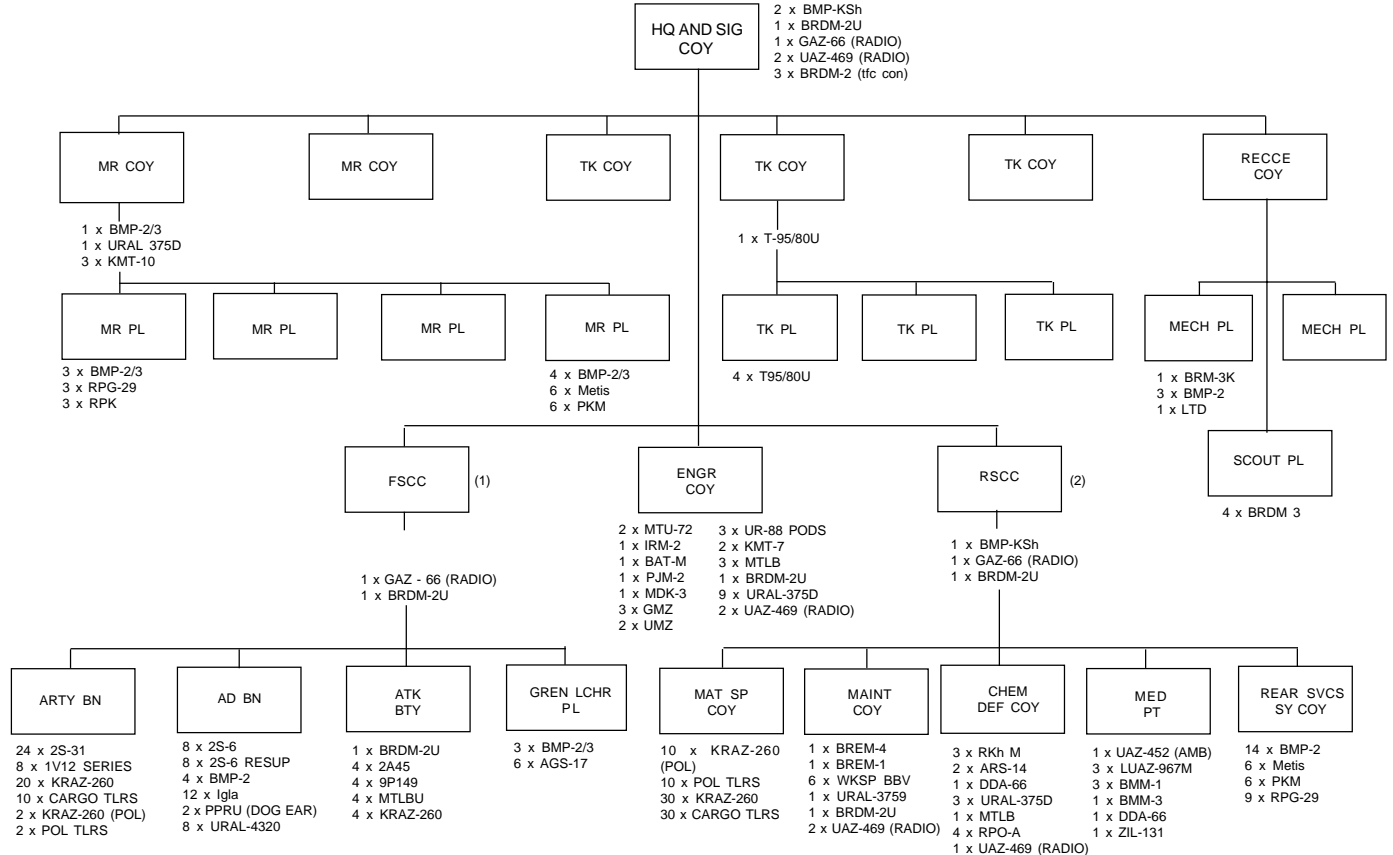 HQ AND SIG
COY
2 x BMP-KSh
1 x BRDM-2U
1 x GAZ-66 (RADIO)
2 x UAZ-469 (RADIO)
3 x BRDM-2 (tfc con)
MR COY
MR COY
TK COY
TK COY
TK COY
RECCE
COY
1 x BMP-2/3
1 x URAL 375D
3 x KMT-10
1 x T-95/80U
MR PL
MR PL
MR PL
MR PL
TK PL
TK PL
TK PL
MECH PL
MECH PL
3 x BMP-2/3
3 x RPG-29
3 x RPK
4 x BMP-2/3
6 x Metis
6 x PKM
4 x T95/80U
1 x BRM-3K
3 x BMP-2
1 x LTD
SCOUT PL
4 x BRDM 3
FSCC
(1)
ENGR
COY
RSCC
(2)
1 x GAZ - 66 (RADIO)
1 x BRDM-2U
2 x MTU-72
1 x IRM-2
1 x BAT-M
1 x PJM-2
1 x MDK-3
3 x GMZ
2 x UMZ
3 x UR-88 PODS
2 x KMT-7
3 x MTLB
1 x BRDM-2U
9 x URAL-375D
2 x UAZ-469 (RADIO)
1 x BMP-KSh
1 x GAZ-66 (RADIO)
1 x BRDM-2U
ARTY BN
AD BN
ATK
BTY
GREN LCHR
PL
MAT SP
COY
MAINT
COY
CHEM
DEF COY
MED
PT
REAR SVCS
SY COY
24 x 2S-31
8 x 1V12 SERIES
20 x KRAZ-260
10 x CARGO TLRS
2 x KRAZ-260 (POL)
2 x POL TLRS
8 x 2S-6
8 x 2S-6 RESUP
4 x BMP-2
12 x Igla
2 x PPRU (DOG EAR)
8 x URAL-4320
1 x BRDM-2U
4 x 2A45
4 x 9P149
4 x MTLBU
4 x KRAZ-260
3 x BMP-2/3
6 x AGS-17
10 x KRAZ-260
(POL)
10 x POL TLRS
30 x KRAZ-260
30 x CARGO TLRS
1 x BREM-4
1 x BREM-1
6 x WKSP BBV
1 x URAL-3759
1 x BRDM-2U
2 x UAZ-469 (RADIO)
3 x RKh M
2 x ARS-14
1 x DDA-66
3 x URAL-375D
1 x MTLB
4 x RPO-A
1 x UAZ-469 (RADIO)
1 x UAZ-452 (AMB)
3 x LUAZ-967M
3 x BMM-1
1 x BMM-3
1 x DDA-66
1 x ZIL-131
14 x BMP-2
6 x Metis
6 x PKM
9 x RPG-29